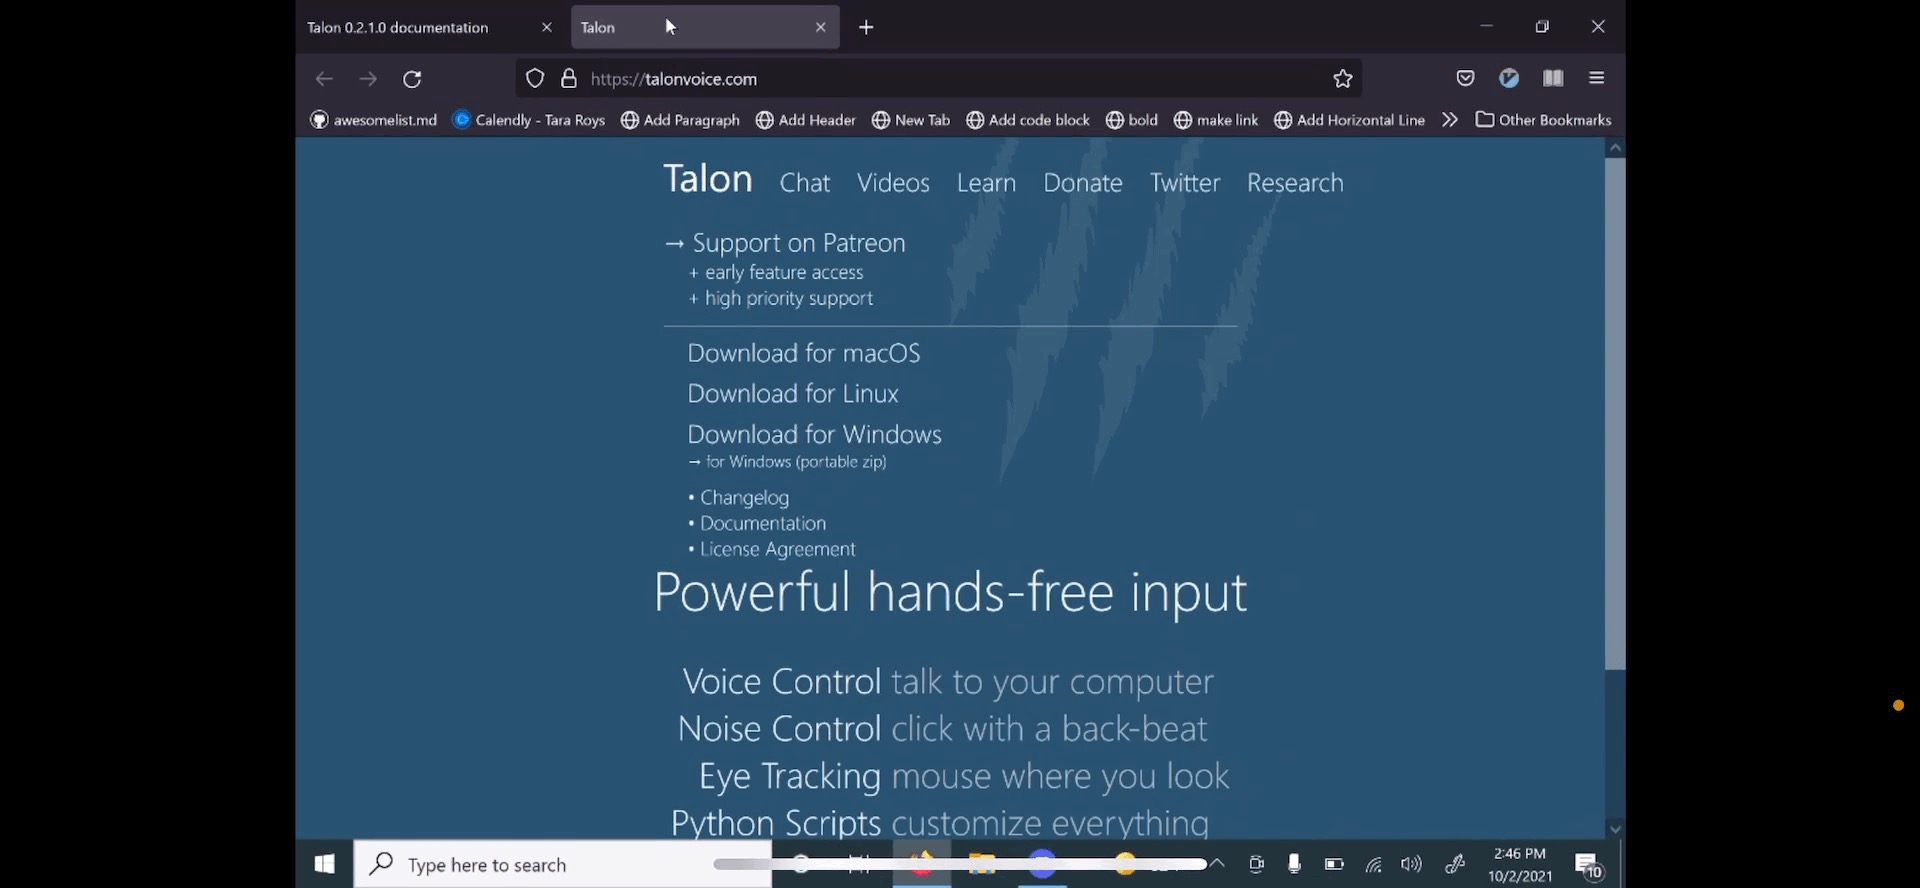 Talon 0.2.1.0 documentation
Talon
https://talonvoice.com
awesomelist.md Calendly - Tara Roys Add Paragraph Add Header New Tab Add code block bold make link Add Horizontal Line Other Bookmarks
Talon Chat Videos Learn Donate Twitter Research
→ Support on Patreon
+ early feature access
+ high priority support
Download for macOS
Download for Linux
Download for Windows
→ for Windows (portable zip)
• Changelog
• Documentation
• License Agreement
Powerful hands-free input
Voice Control talk to your computer
Noise Control click with a back-beat
Eye Tracking mouse where you look
Python Scripts customize everything
Type here to search
2:46 PM
10/2/2021
10